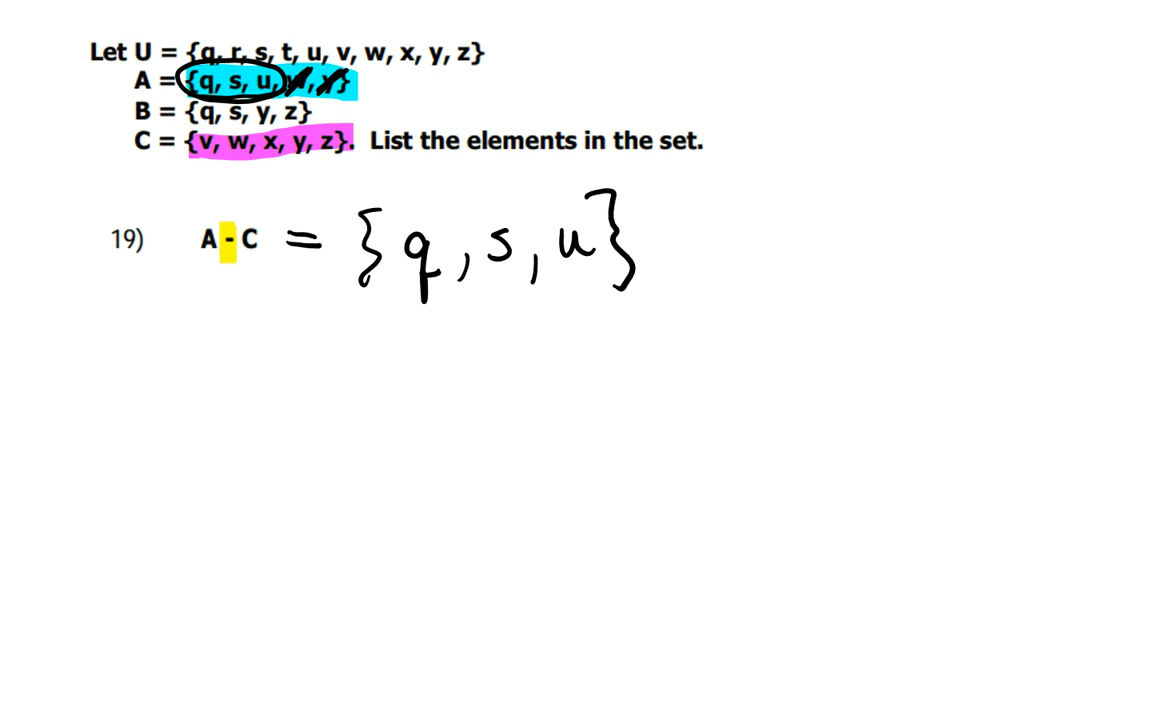 Let U = {q, r, s, t, u, v, w, x, y, z}
A = {q, s, u, , }
B = {q, s, y, z}
C = {v, w, x, y, z}. List the elements in the set.
19) A - C = {q, s, u}